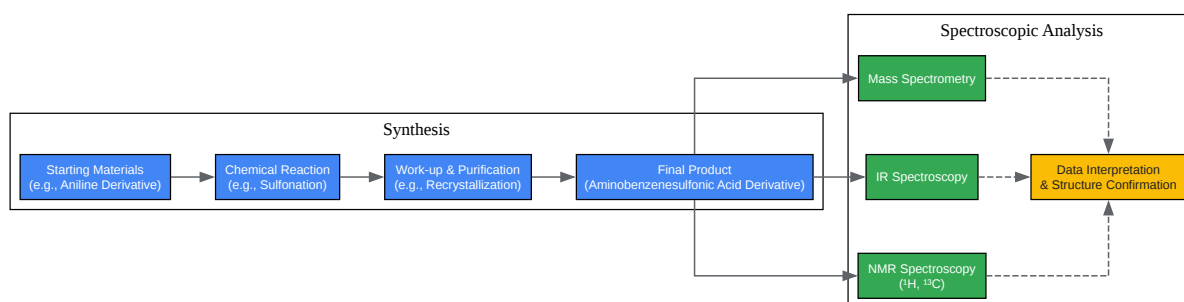 Spectroscopic Analysis
Mass Spectrometry
Synthesis
Starting Materials
(e.g., Aniline Derivative)
Chemical Reaction
(e.g., Sulfonation)
Work-up & Purification
(e.g., Recrystallization)
Final Product
(Aminobenzenesulfonic Acid Derivative)
IR Spectroscopy
Data Interpretation
& Structure Confirmation
NMR Spectroscopy
(¹H, ¹³C)